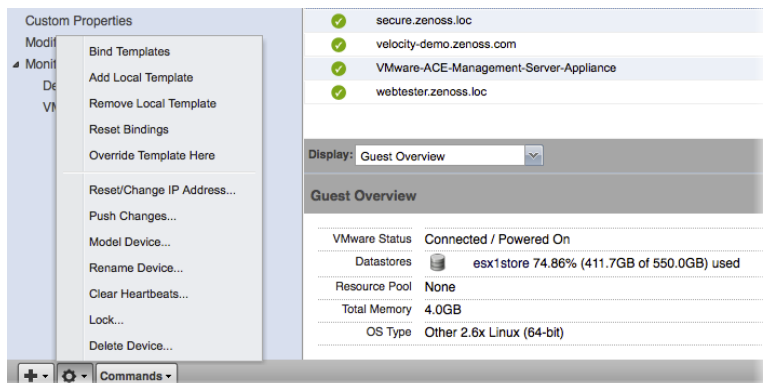 Custom Properties
Modif
Monit
De
VM
Bind Templates
Add Local Template
Remove Local Template
Reset Bindings
Override Template Here
Reset/Change IP Address...
Push Changes...
Model Device...
Rename Device...
Clear Heartbeats...
Lock...
Delete Device...
Commands
secure.zenoss.loc
velocity-demo.zenoss.com
VMware-ACE-Management-Server-Appliance
webtester.zenoss.loc
Display: Guest Overview
Guest Overview
VMware Status Connected / Powered On
Datastores esx1store 74.86% (411.7GB of 550.0GB) used
Resource Pool None
Total Memory 4.0GB
OS Type Other 2.6x Linux (64-bit)